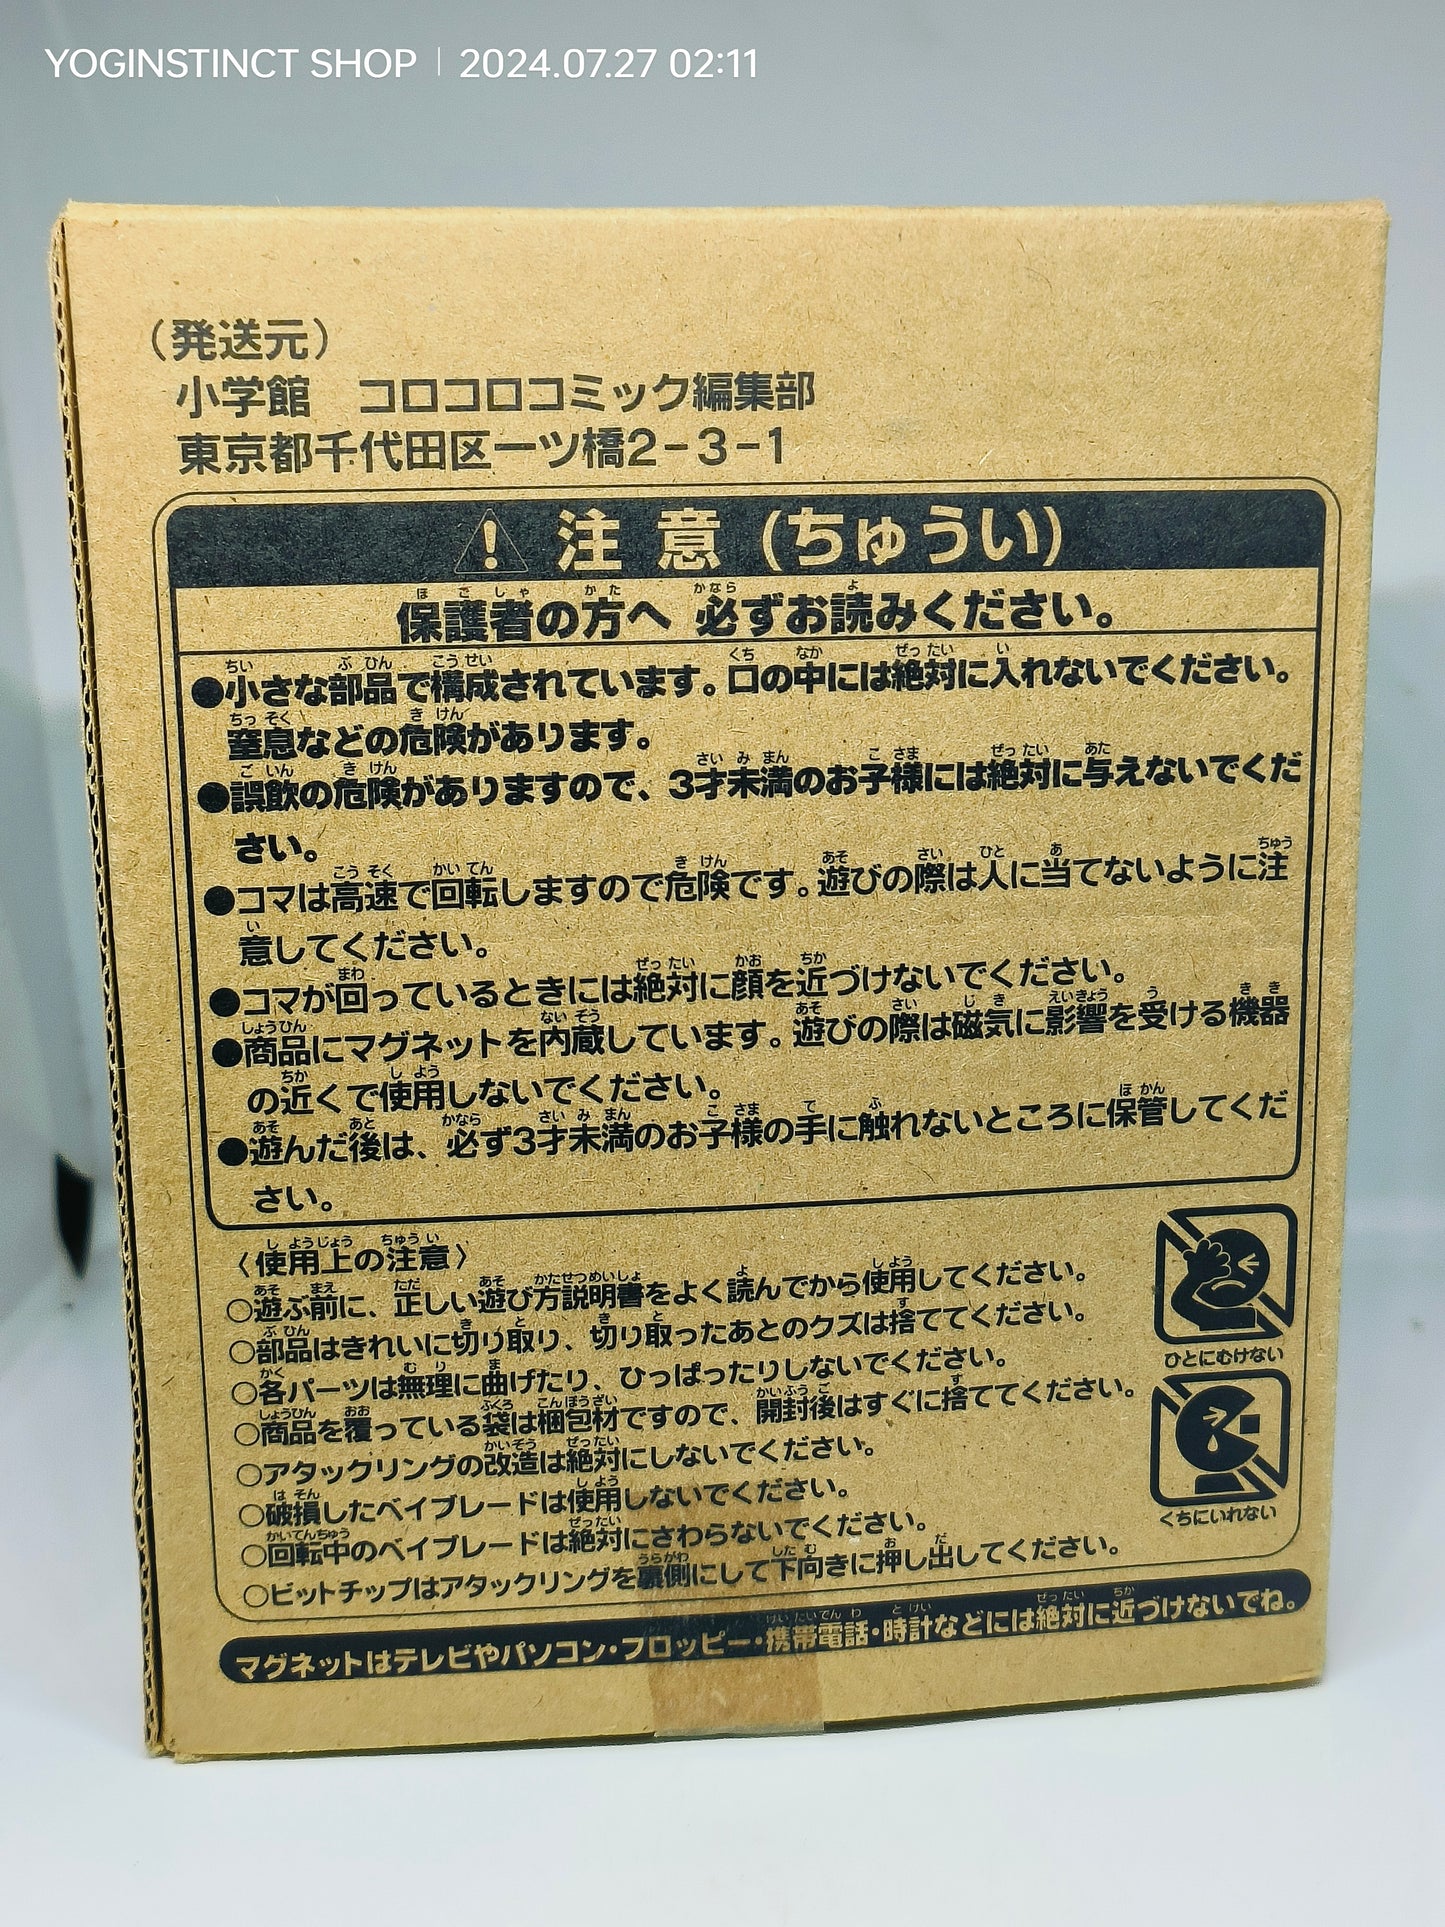 YOGINSTINCT SHOP | 2024.07.27 02:11
（発送元）
小学館　コロコロコミック編集部
東京都千代田区一ツ橋2-3-1
注意（ちゅうい）
保護者の方へ 必ずお読みください。
●小さな部品で構成されています。口の中には絶対に入れないでください。
窒息などの危険があります。
●誤飲の危険がありますので、3才未満のお子様には絶対に与えないでくだ
さい。
●コマは高速で回転しますので危険です。遊びの際は人に当てないように注
意してください。
●コマが回っているときには絶対に顔を近づけないでください。
●商品にマグネットを内蔵しています。遊びの際は磁気に影響を受ける機器
の近くで使用しないでください。
●遊んだ後は、必ず3才未満のお子様の手に触れないところに保管してくだ
さい。
〈使用上の注意〉
○遊ぶ前に、正しい遊び方説明書をよく読んでから使用してください。
○部品はきれいに切り取り、切り取ったあとのクズは捨ててください。
○各パーツは無理に曲げたり、ひっぱったりしないでください。
○商品を覆っている袋は梱包材ですので、開封後はすぐに捨ててください。
○アタックリングの改造は絶対にしないでください。
○破損したベイブレードは使用しないでください。
○回転中のベイブレードは絶対にさわらないでください。
○ビットチップはアタックリングを裏側にして下向きに押し出してください。
ひとにむけない
くちにいれない
マグネットはテレビやパソコン・フロッピー・携帯電話・時計などには絶対に近づけないでね。